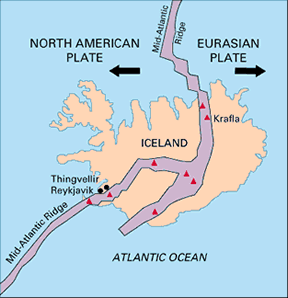 Mid-Atlantic
Ridge
NORTH AMERICAN
PLATE
EURASIAN
PLATE
Krafla
ICELAND
Thingvellir
Reykjavik
Mid-Atlantic Ridge
ATLANTIC OCEAN